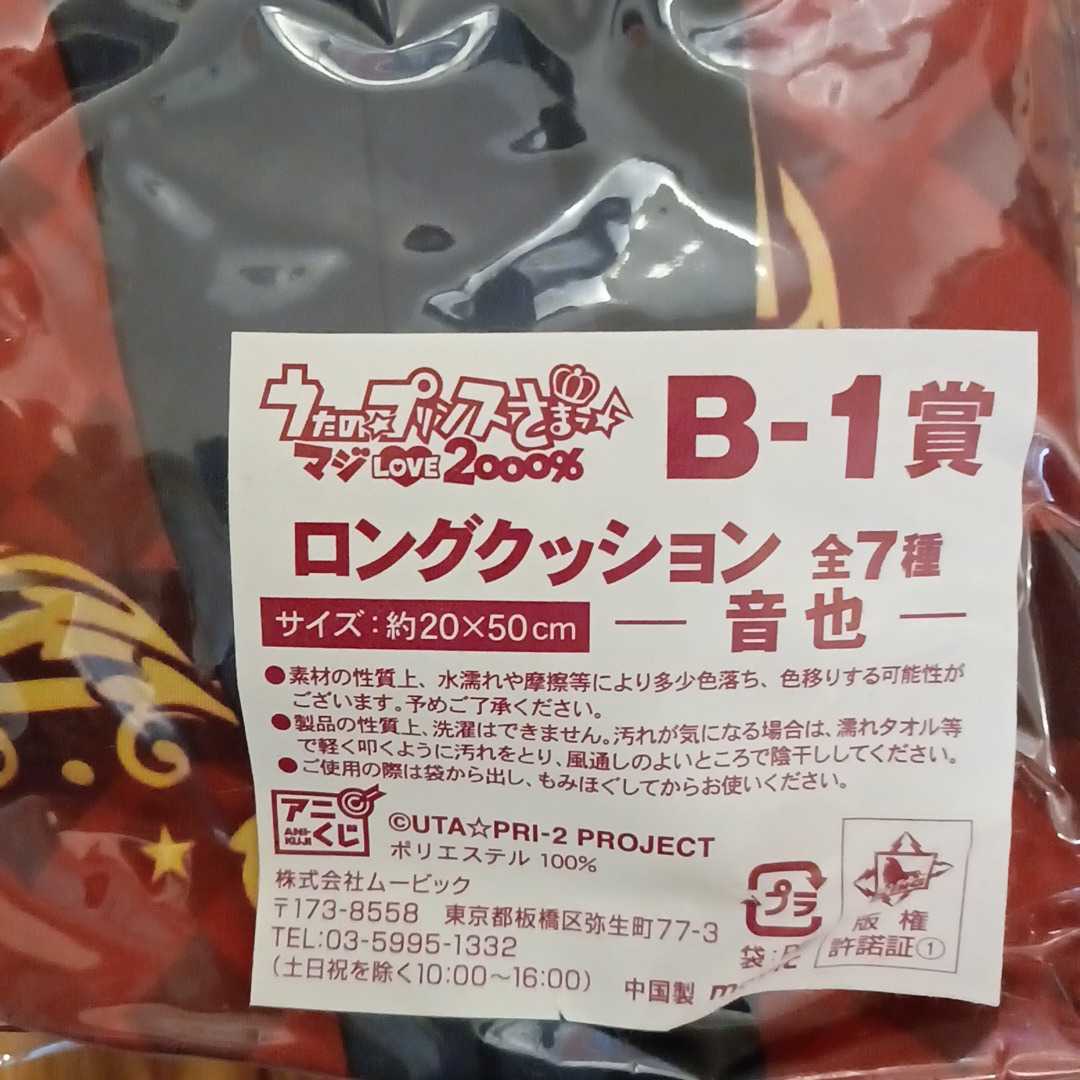 うたの☆プリンスさまっ♪
マジLOVE2000%
B-1賞
ロングクッション 全7種
サイズ:約20×50cm
— 音也 —
●素材の性質上、水濡れや摩擦等により多少色落ち、色移りする可能性が
ございます。予めご了承ください。
●製品の性質上、洗濯はできません。汚れが気になる場合は、濡れタオル等
で軽く叩くように汚れをとり、風通しのよいところで陰干ししてください。
●ご使用の際は袋から出し、もみほぐしてからお使いください。
アニくじ
ANI-KUJI
©UTA☆PRI-2 PROJECT
ポリエステル 100%
株式会社ムービック
〒173-8558 東京都板橋区弥生町77-3
TEL:03-5995-1332
(土日祝を除く10:00〜16:00)
プラ
袋:
中国製
版権
許諾証①